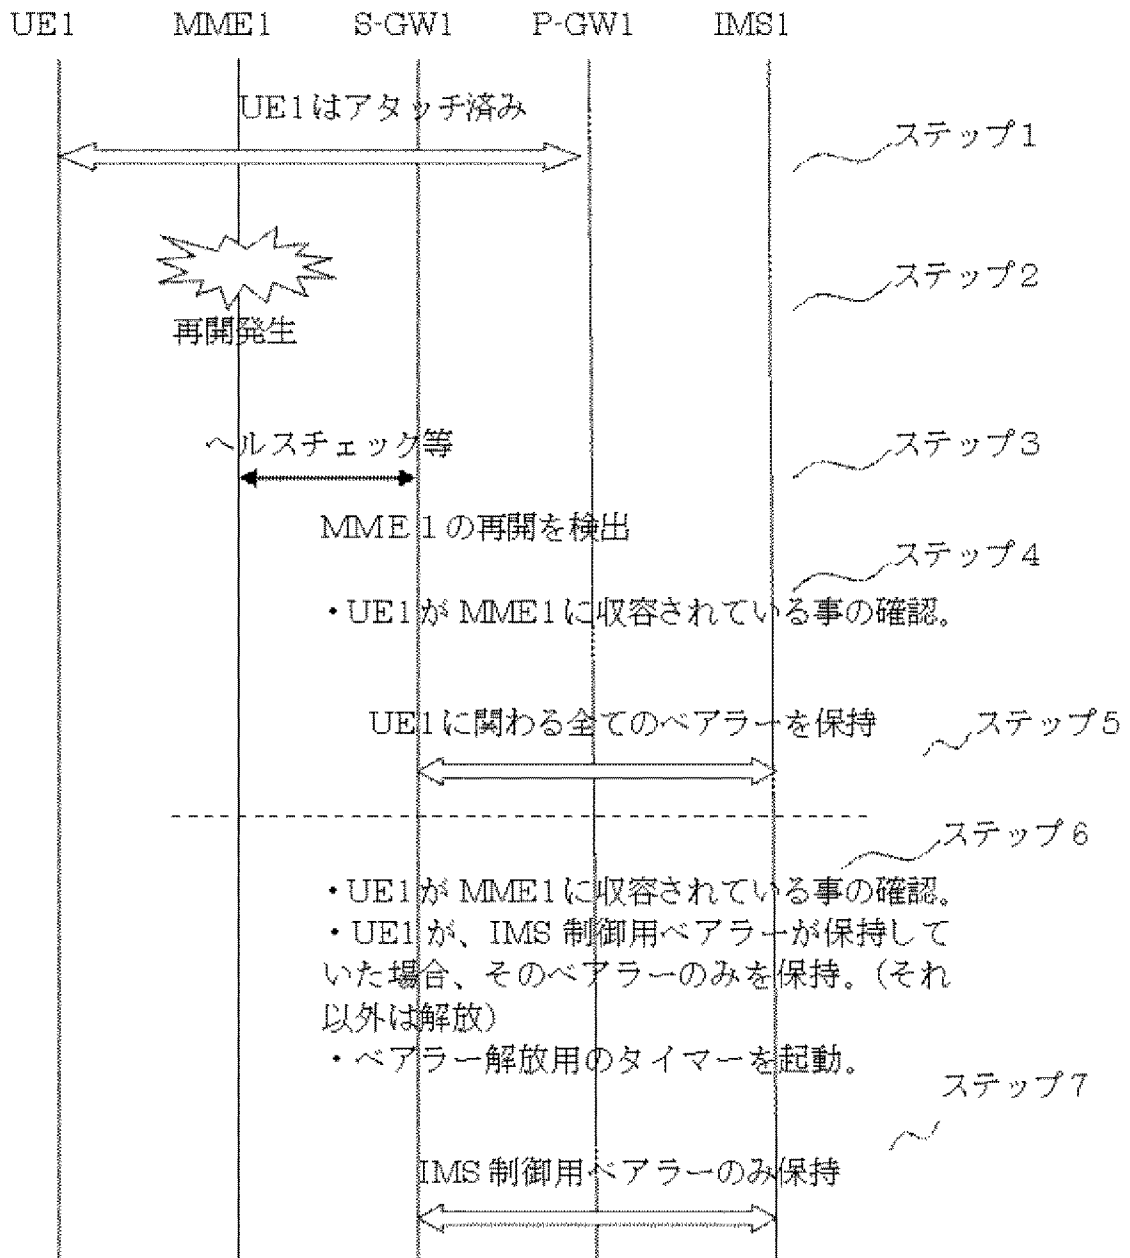 UE1 MME1 S-GW1 P-GW1 IMS1
UE1はアタッチ済み
ステップ1
ステップ2
再開発生
ヘルスチェック等
ステップ3
MME1の再開を検出
ステップ4
・UE1が MME1に収容されている事の確認。
UE1に関わる全てのベアラーを保持
ステップ5
ステップ6
・UE1が MME1に収容されている事の確認。
・UE1が、IMS 制御用ベアラーが保持して
いた場合、そのベアラーのみを保持。(それ
以外は解放)
・ベアラー解放用のタイマーを起動。
ステップ7
IMS 制御用ベアラーのみ保持